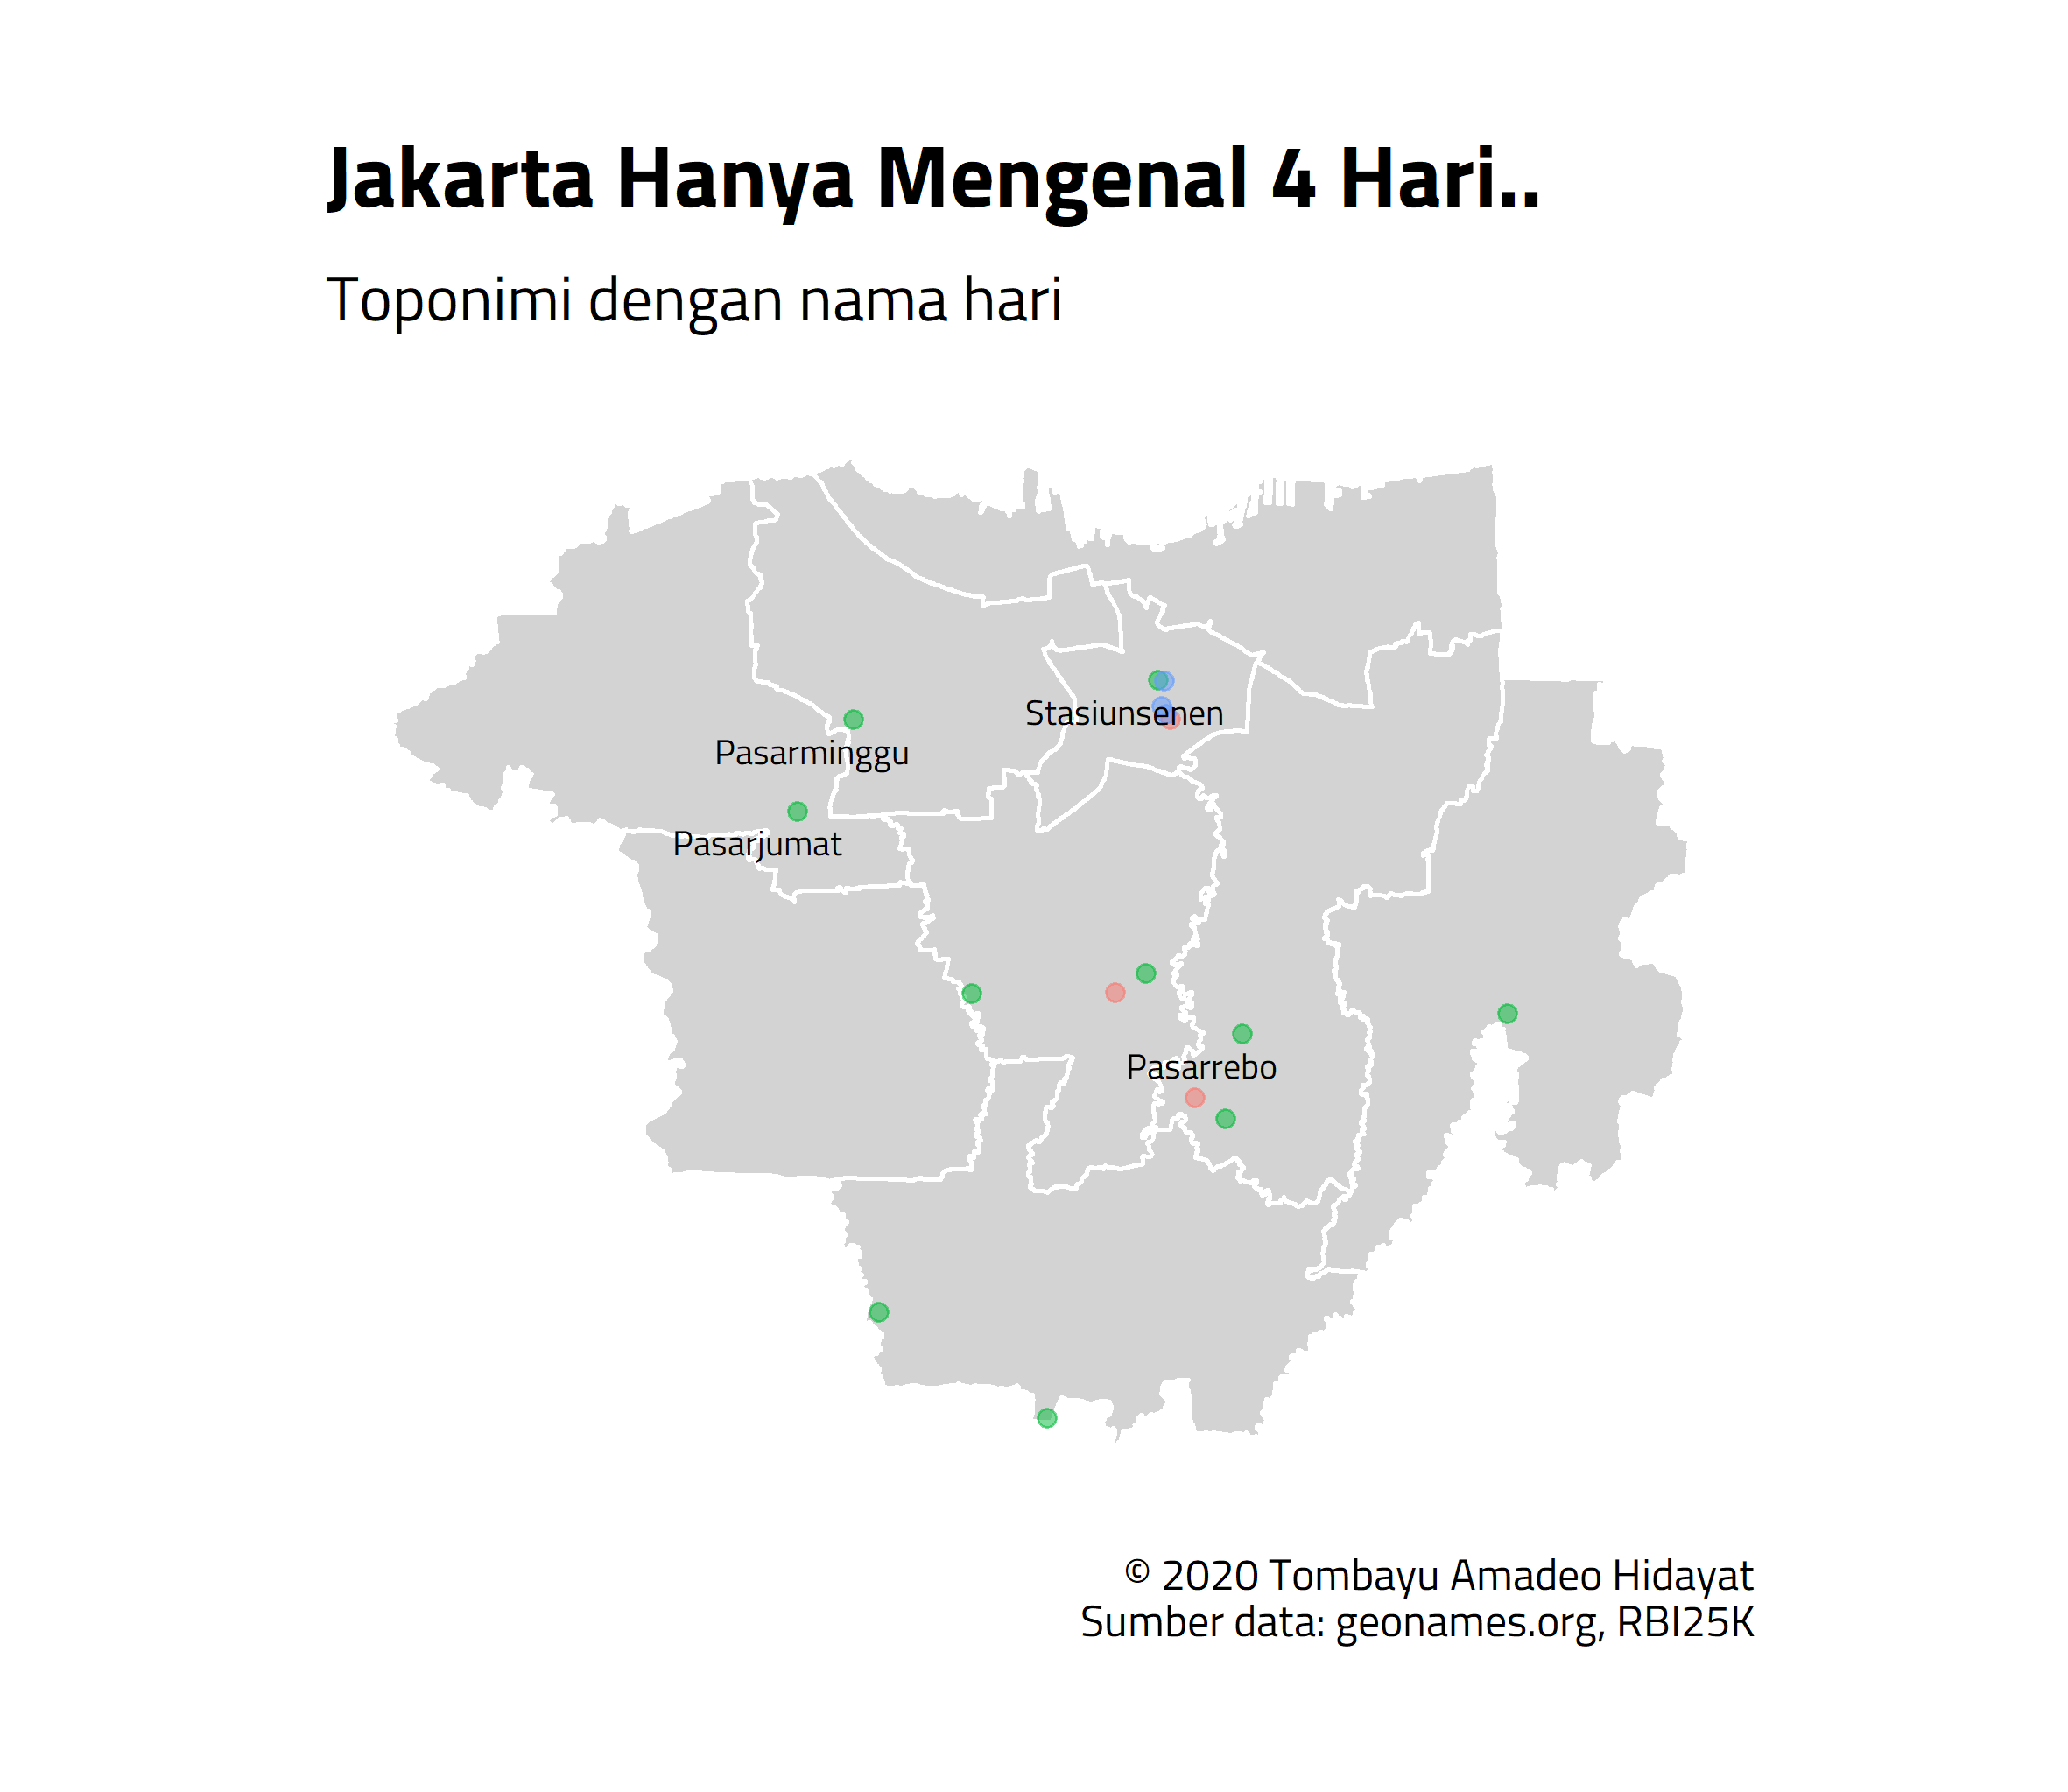 Jakarta Hanya Mengenal 4 Hari..
Toponimi dengan nama hari
Stasiunsenen
Pasarminggu
Pasarjumat
Pasarrebo
© 2020 Tombayu Amadeo Hidayat
Sumber data: geonames.org, RBI25K